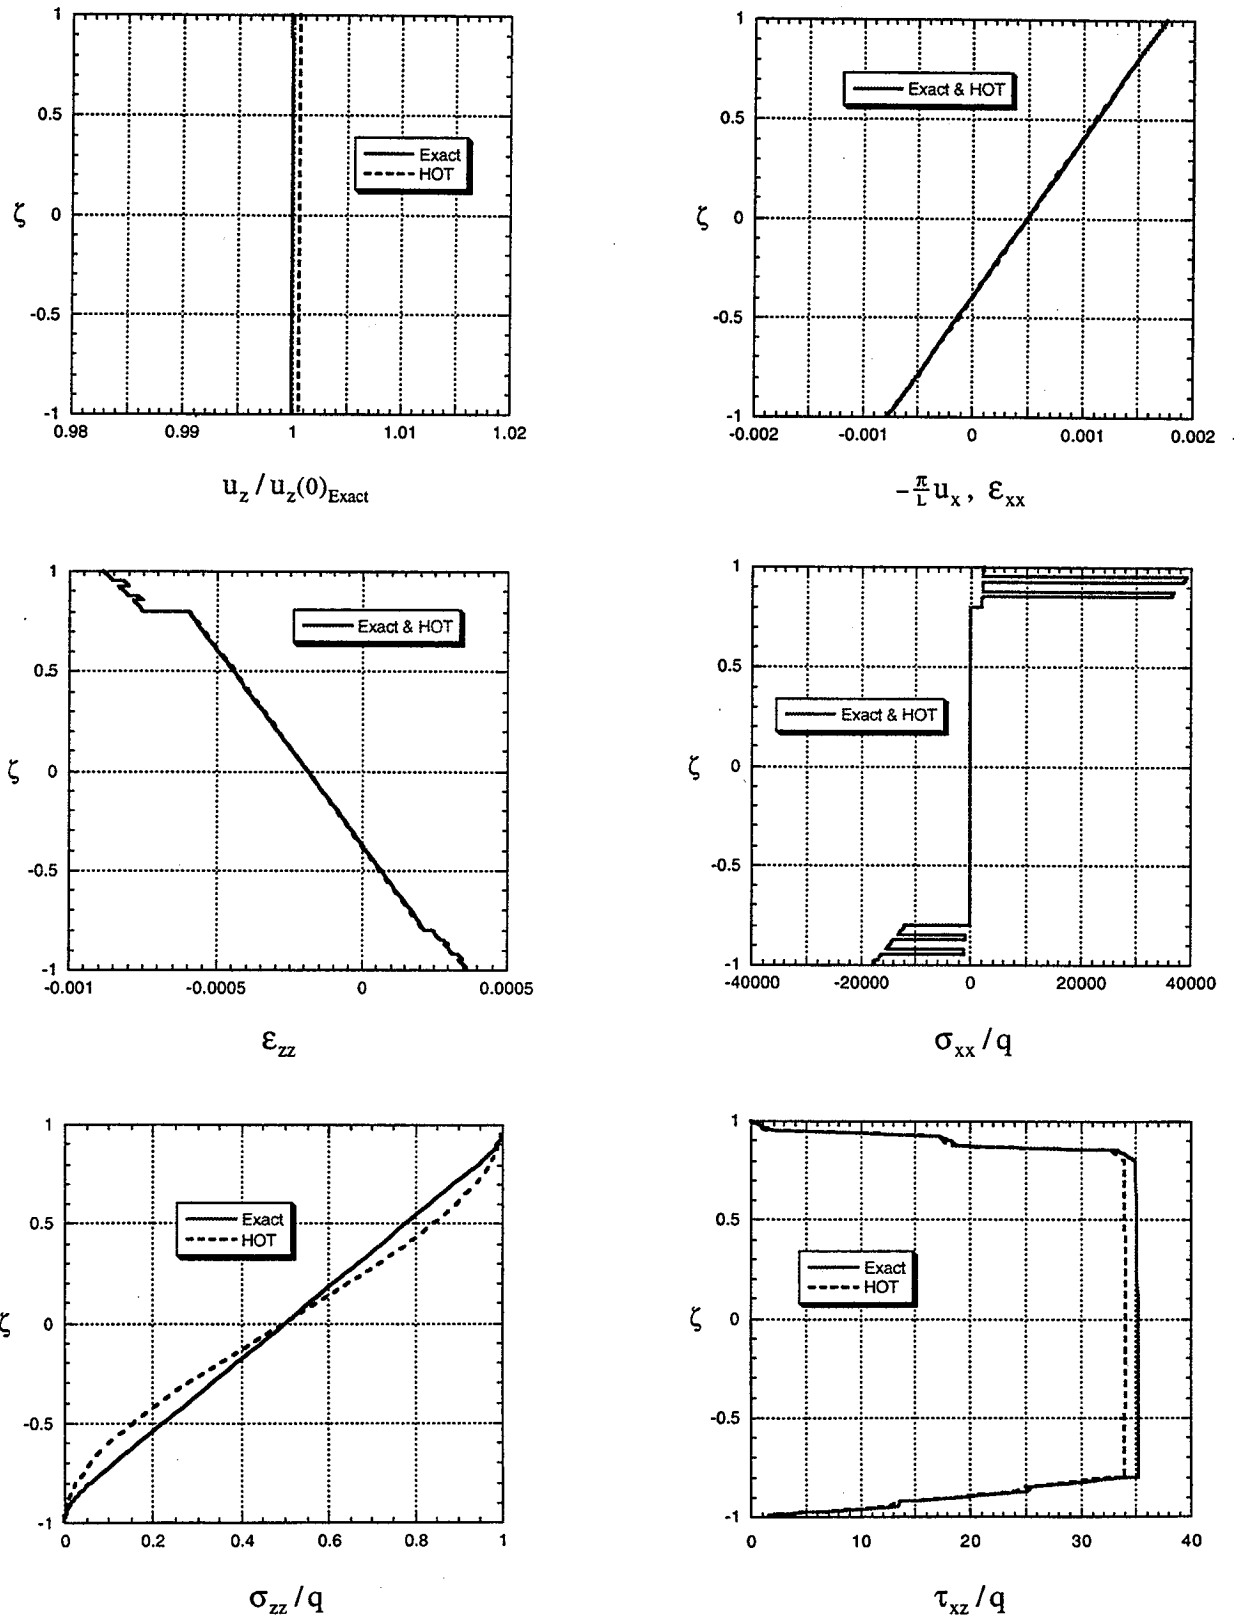 1
0.5
ζ
0
-0.5
-1
0.98
0.99
1
1.01
1.02
Exact
HOT
u_z / u_z(0)_Exact
1
0.5
ζ
0
-0.5
-1
-0.002
-0.001
0
0.001
0.002
Exact & HOT
-π/L u_x , ε_xx
1
0.5
ζ
0
-0.5
-1
-0.001
-0.0005
0
0.0005
Exact & HOT
ε_zz
1
0.5
ζ
0
-0.5
-1
-40000
-20000
0
20000
40000
Exact & HOT
σ_xx / q
1
0.5
ζ
0
-0.5
-1
0
0.2
0.4
0.6
0.8
1
Exact
HOT
σ_zz / q
1
0.5
ζ
0
-0.5
-1
0
10
20
30
40
Exact
HOT
τ_xz / q